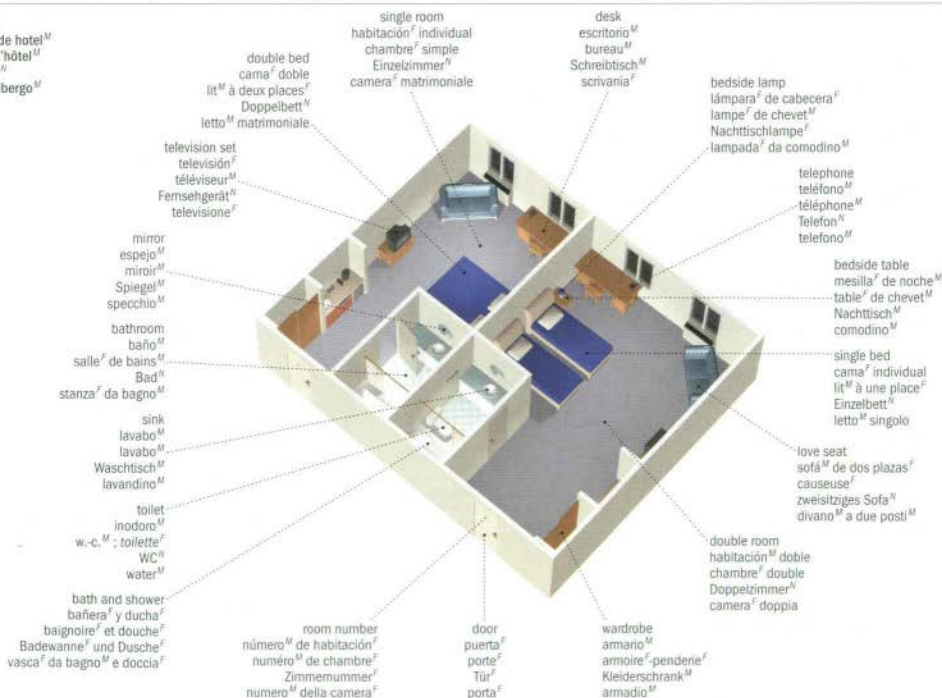 de hotel^M
'hôtel^M
N
bergo^M
single room
habitación^F individual
chambre^F simple
Einzelzimmer^N
camera^F matrimoniale
desk
escritorio^M
bureau^M
Schreibtisch^M
scrivania^F
double bed
cama^F doble
lit^M à deux places^F
Doppelbett^N
letto^M matrimoniale
bedside lamp
lámpara^F de cabecera^F
lampe^F de chevet^M
Nachttischlampe^F
lampada^F da comodino^M
television set
televisión^F
téléviseur^M
Fernsehgerät^N
televisione^F
telephone
teléfono^M
téléphone^M
Telefon^N
telefono^M
mirror
espejo^M
miroir^M
Spiegel^M
specchio^M
bedside table
mesilla^F de noche^M
table^F de chevet^M
Nachttisch^M
comodino^M
bathroom
baño^M
salle^F de bains^M
Bad^N
stanza^F da bagno^M
single bed
cama^F individual
lit^M à une place^F
Einzelbett^N
letto^M singolo
sink
lavabo^M
lavabo^M
Waschtisch^M
lavandino^M
love seat
sofá^M de dos plazas^F
causeuse^F
zweisitziges Sofa^N
divano^M a due posti^M
toilet
inodoro^M
w.-c.^M ; toilette^F
WC^N
water^M
double room
habitación^M doble
chambre^F double
Doppelzimmer^N
camera^F doppia
bath and shower
bañera^F y ducha^F
baignoire^F et douche^F
Badewanne^F und Dusche^F
vasca^F da bagno^M e doccia^F
room number
número^M de habitación^F
numéro^M de chambre^F
Zimmernummer^F
numero^M della camera^F
door
puerta^F
porte^F
Tür^F
porta^F
wardrobe
armario^M
armoire^F-penderie^F
Kleiderschrank^M
armadio^M